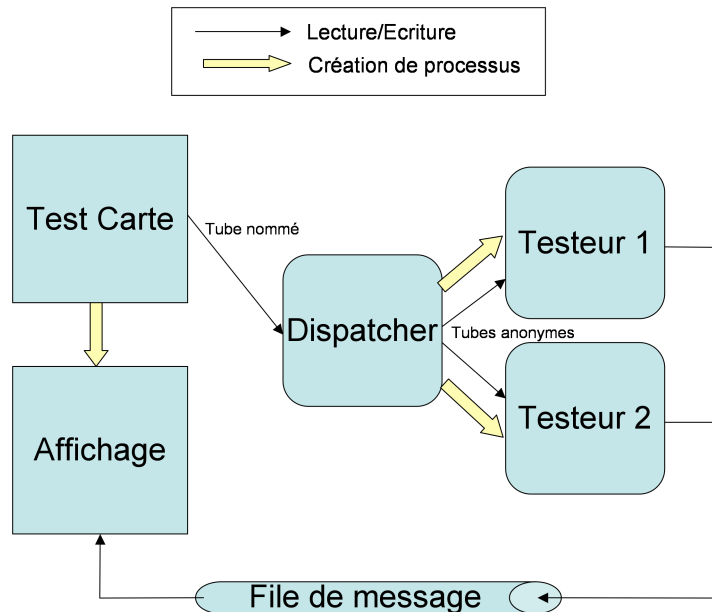 Lecture/Ecriture
Création de processus
Test Carte
Tube nommé
Testeur 1
Dispatcher
Tubes anonymes
Testeur 2
Affichage
File de message